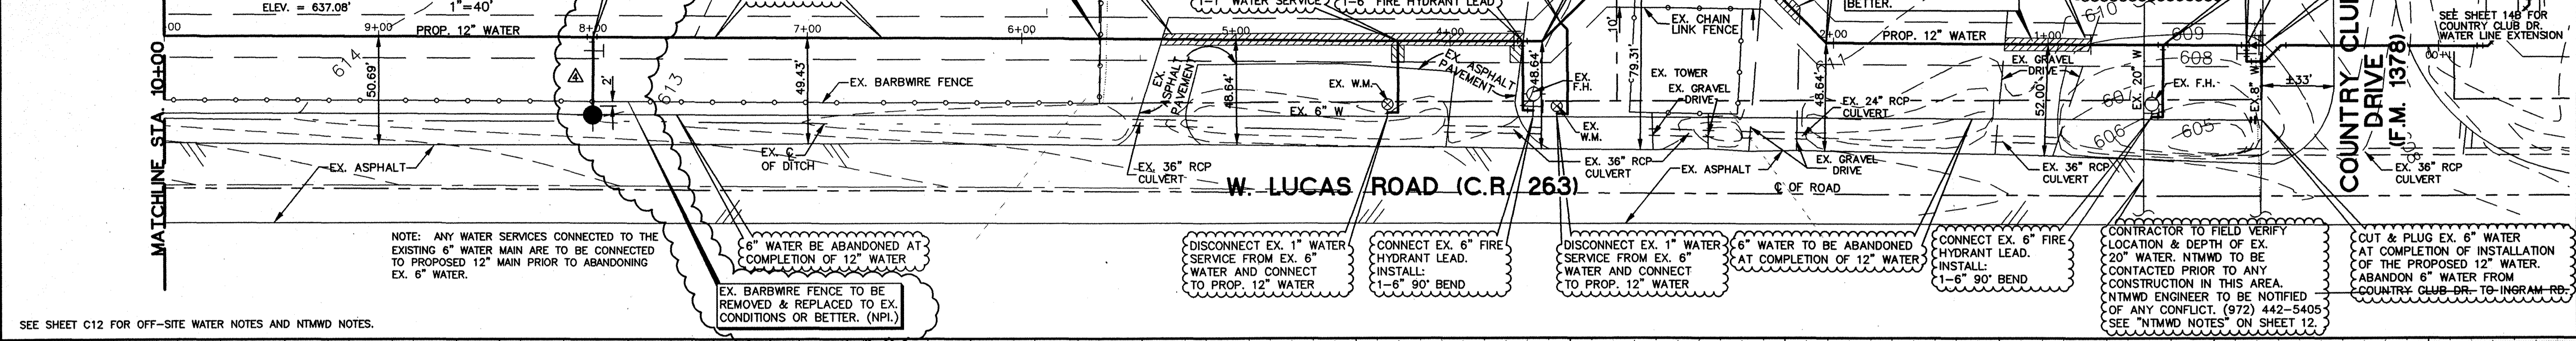 ELEV. = 637.08'
1"=40'
1-1" WATER SERVICE
1-6" FIRE HYDRANT LEAD
BETTER.
SEE SHEET 14B FOR
COUNTRY CLUB DR.
WATER LINE EXTENSION
MATCHLINE STA. 10+00
9+00
PROP. 12" WATER
8+00
7+00
6+00
5+00
4+00
10'
EX. CHAIN
LINK FENCE
2+00
PROP. 12" WATER
1+00
610
609
608
614
613
50.69'
4
2'
49.43'
EX. BARBWIRE FENCE
EX.
ASPHALT
PAVEMENT
48.64'
EX. ASPHALT
PAVEMENT
EX. W.M.
EX. 6" W
48.64'
EX.
F.H.
EX.
W.M.
79.31'
EX. TOWER
EX. GRAVEL
DRIVE
48.64'
EX. 24" RCP
CULVERT
EX. GRAVEL
DRIVE
52.00'
EX. 20" W
EX. F.H.
EX. 8" W
±33'
606
605
COUNTRY CLUB
DRIVE
(F.M. 1378)
EX. ASPHALT
EX. ℄
OF DITCH
EX. 36" RCP
CULVERT
EX. 36" RCP
CULVERT
EX. ASPHALT
EX. GRAVEL
DRIVE
EX. 36" RCP
CULVERT
EX. 36" RCP
CULVERT
W. LUCAS ROAD (C.R. 263)
℄ OF ROAD
NOTE: ANY WATER SERVICES CONNECTED TO THE
EXISTING 6" WATER MAIN ARE TO BE CONNECTED
TO PROPOSED 12" MAIN PRIOR TO ABANDONING
EX. 6" WATER.
6" WATER BE ABANDONED AT
COMPLETION OF 12" WATER
EX. BARBWIRE FENCE TO BE
REMOVED & REPLACED TO EX.
CONDITIONS OR BETTER. (NPI.)
DISCONNECT EX. 1" WATER
SERVICE FROM EX. 6"
WATER AND CONNECT
TO PROP. 12" WATER
CONNECT EX. 6" FIRE
HYDRANT LEAD.
INSTALL:
1-6" 90° BEND
DISCONNECT EX. 1" WATER
SERVICE FROM EX. 6"
WATER AND CONNECT
TO PROP. 12" WATER
6" WATER TO BE ABANDONED
AT COMPLETION OF 12" WATER
CONNECT EX. 6" FIRE
HYDRANT LEAD.
INSTALL:
1-6" 90° BEND
CONTRACTOR TO FIELD VERIFY
LOCATION & DEPTH OF EX.
20" WATER. NTMWD TO BE
CONTACTED PRIOR TO ANY
CONSTRUCTION IN THIS AREA.
NTMWD ENGINEER TO BE NOTIFIED
OF ANY CONFLICT. (972) 442-5405
SEE "NTMWD NOTES" ON SHEET 12.
CUT & PLUG EX. 6" WATER
AT COMPLETION OF INSTALLATION
OF THE PROPOSED 12" WATER.
ABANDON 6" WATER FROM
COUNTRY CLUB DR. TO INGRAM RD.
SEE SHEET C12 FOR OFF-SITE WATER NOTES AND NTMWD NOTES.